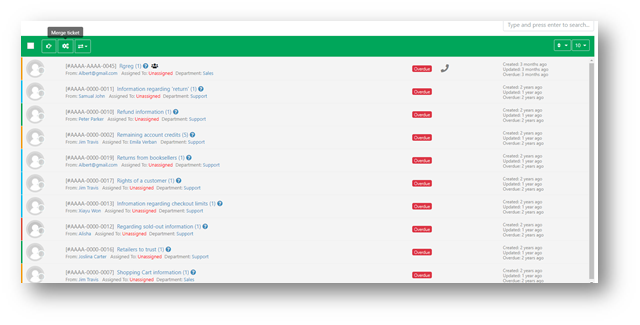 Type and press enter to search...
Merge ticket
10
[#AAAA-AAAA-0045] flgreg (1)
From: Albert@gmail.com Assigned To: Unassigned Department: Sales
Overdue
Created: 3 months ago
Updated: 3 months ago
Overdue: 3 months ago
[#AAAA-0000-0011] Information regarding 'return' (1)
From: Samual John Assigned To: Unassigned Department: Support
Overdue
Created: 2 years ago
Updated: 1 year ago
Overdue: 2 years ago
[#AAAA-0000-0010] Refund information (1)
From: Peter Parker Assigned To: Unassigned Department: Support
Overdue
Created: 2 years ago
Updated: 1 year ago
Overdue: 2 years ago
[#AAAA-0000-0002] Remaining account credits (5)
From: Jim Travis Assigned To: Emila Verban Department: Support
Overdue
Created: 2 years ago
Updated: 1 year ago
Overdue: 2 years ago
[#AAAA-0000-0019] Returns from booksellers (1)
From: Albert@gmail.com Assigned To: Unassigned Department: Support
Overdue
Created: 2 years ago
Updated: 1 year ago
Overdue: 2 years ago
[#AAAA-0000-0017] Rights of a customer (1)
From: Jim Travis Assigned To: Unassigned Department: Support
Overdue
Created: 2 years ago
Updated: 1 year ago
Overdue: 2 years ago
[#AAAA-0000-0013] Infromation regarding checkout limits (1)
From: Xiayu Won Assigned To: Unassigned Department: Support
Overdue
Created: 2 years ago
Updated: 1 year ago
Overdue: 2 years ago
[#AAAA-0000-0012] Regarding sold-out information (1)
From: Alisha Assigned To: Unassigned Department: Support
Overdue
Created: 2 years ago
Updated: 1 year ago
Overdue: 2 years ago
[#AAAA-0000-0016] Retailers to trust (1)
From: Joslina Carter Assigned To: Unassigned Department: Support
Overdue
Created: 2 years ago
Updated: 1 year ago
Overdue: 2 years ago
[#AAAA-0000-0007] Shopping Cart information (1)
From: Jim Travis Assigned To: Unassigned Department: Sales
Overdue
Created: 2 years ago
Updated: 1 year ago
Overdue: 2 years ago